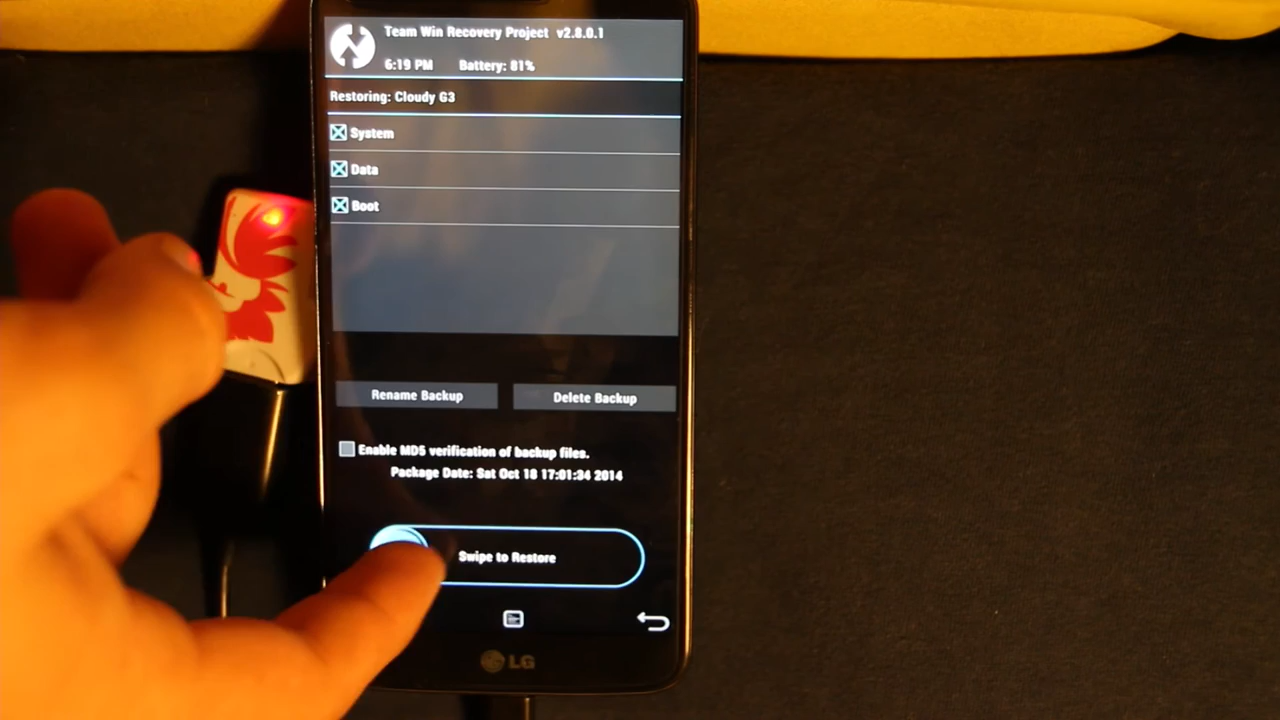 Team Win Recovery Project v2.8.0.1
6:19 PM Battery: 81%
Restoring: Cloudy G3
System
Data
Boot
Rename Backup Delete Backup
Enable MD5 verification of backup files.
Package Date: Sat Oct 18 17:01:34 2014
Swipe to Restore
LG